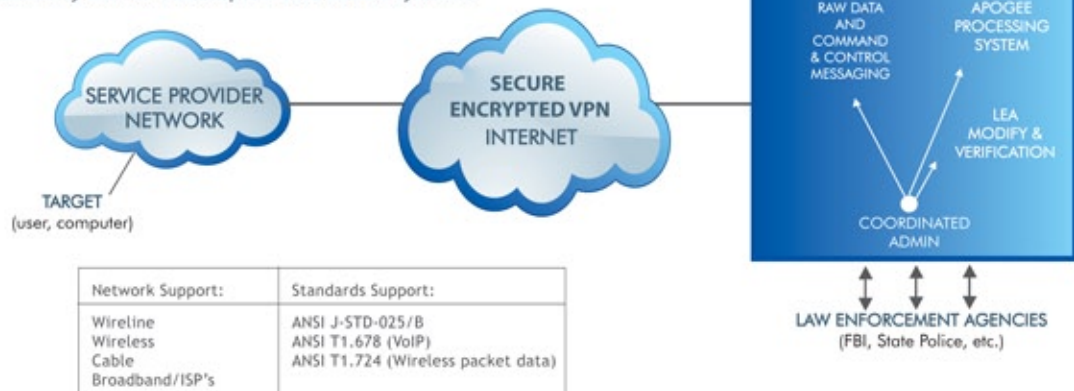 SERVICE PROVIDER
NETWORK
TARGET
(user, computer)
SECURE
ENCRYPTED VPN
INTERNET
RAW DATA
AND
COMMAND
& CONTROL
MESSAGING
APOGEE
PROCESSING
SYSTEM
LEA
MODIFY &
VERIFICATION
COORDINATED
ADMIN
LAW ENFORCEMENT AGENCIES
(FBI, State Police, etc.)
Network Support:
Wireline
Wireless
Cable
Broadband/ISP's
Standards Support:
ANSI J-STD-025/B
ANSI T1.678 (VoIP)
ANSI T1.724 (Wireless packet data)